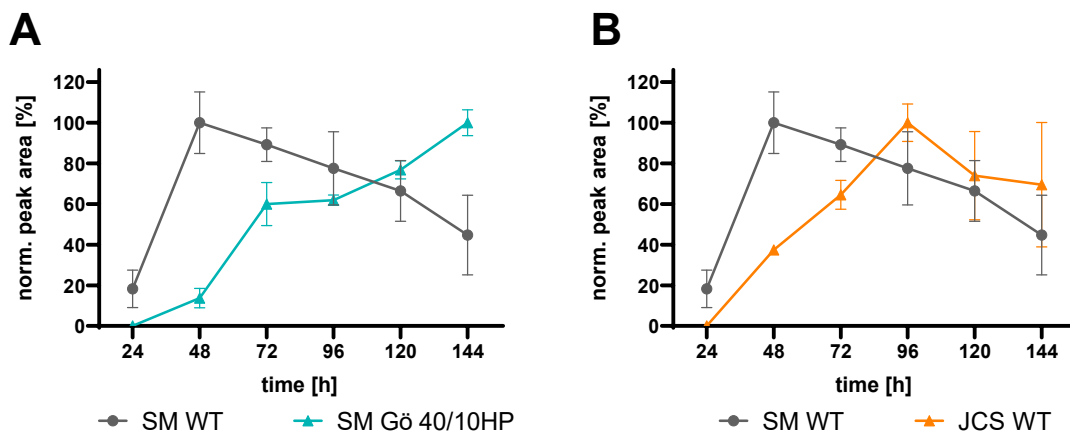 A
B
norm. peak area [%]
120
100
80
60
40
20
0
24 48 72 96 120 144
time [h]
SM WT SM Gö 40/10HP
norm. peak area [%]
120
100
80
60
40
20
0
24 48 72 96 120 144
time [h]
SM WT JCS WT